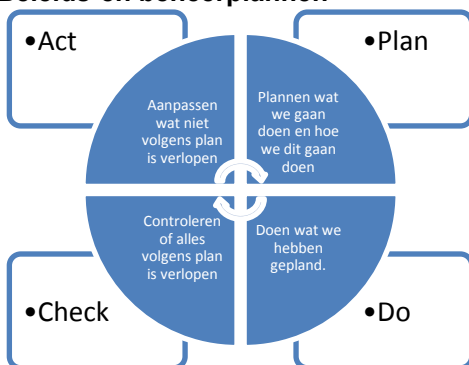 Beleids-en beheerplannen
•Act
•Plan
Aanpassen
wat niet
volgens plan
is verlopen
Plannen wat
we gaan
doen en hoe
we dit gaan
doen
Controleren
of alles
volgens plan
is verlopen
Doen wat we
hebben
gepland.
•Check
•Do